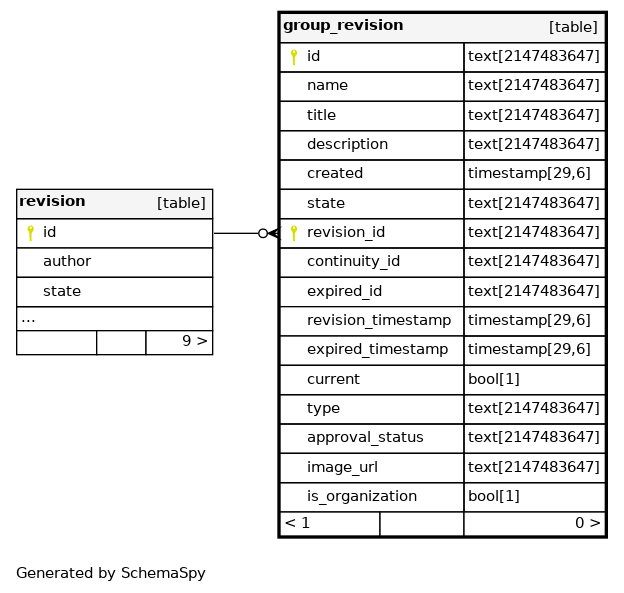 group_revision [table]
id text[2147483647]
name text[2147483647]
title text[2147483647]
description text[2147483647]
created timestamp[29,6]
state text[2147483647]
revision_id text[2147483647]
continuity_id text[2147483647]
expired_id text[2147483647]
revision_timestamp timestamp[29,6]
expired_timestamp timestamp[29,6]
current bool[1]
type text[2147483647]
approval_status text[2147483647]
image_url text[2147483647]
is_organization bool[1]
< 1 0 >
revision [table]
id
author
state
...
9 >
Generated by SchemaSpy